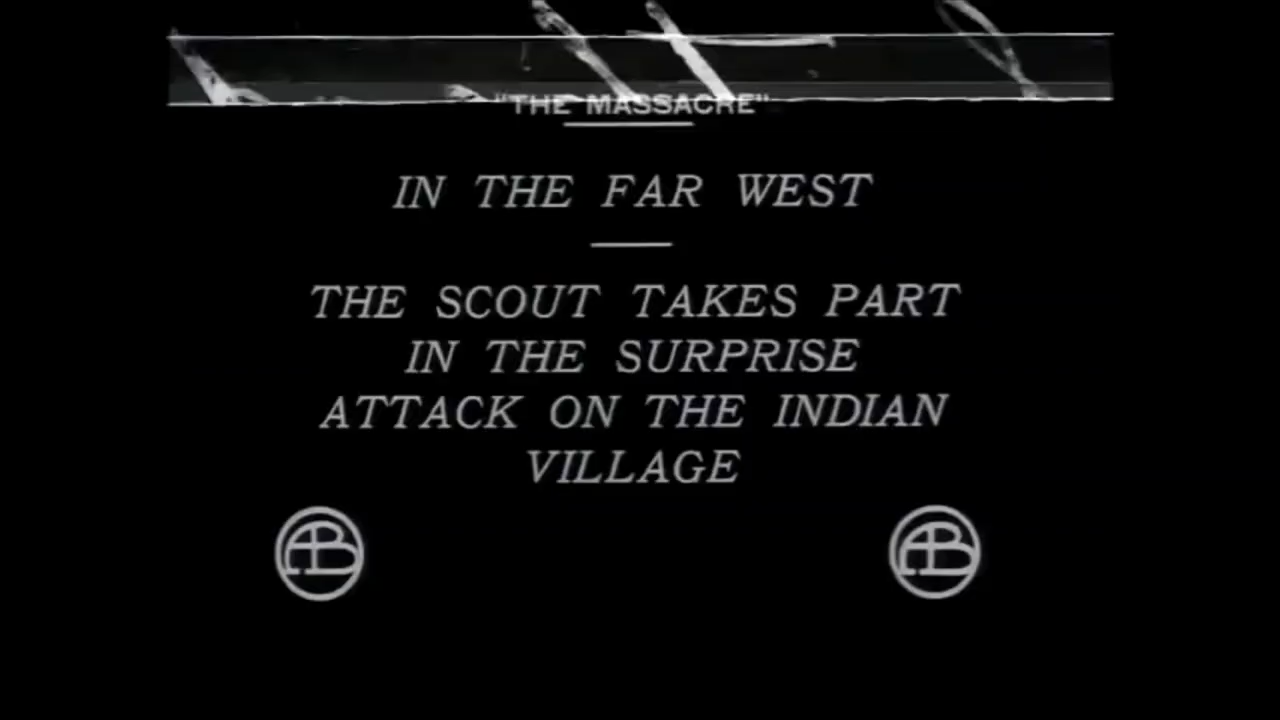 "THE MASSACRE"
IN THE FAR WEST
THE SCOUT TAKES PART
IN THE SURPRISE
ATTACK ON THE INDIAN
VILLAGE
AB AB